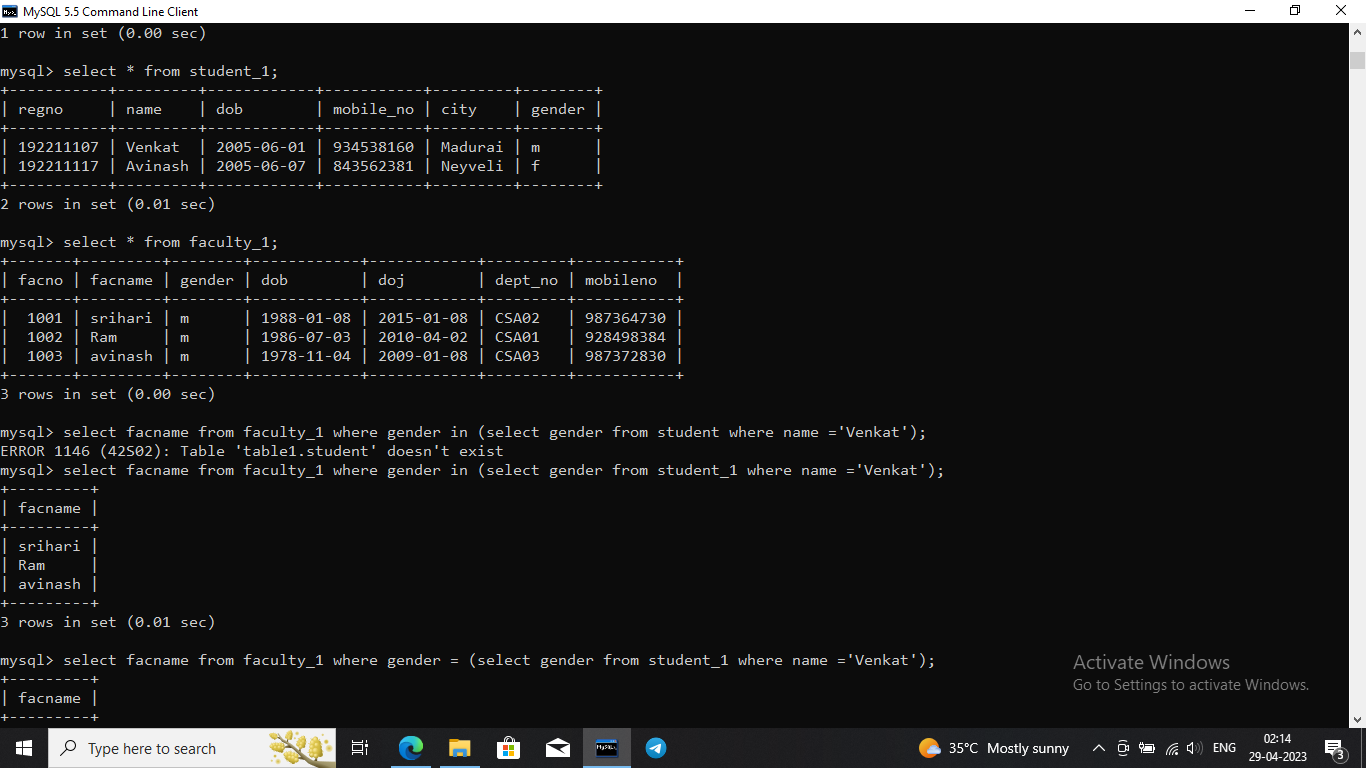 MySQL 5.5 Command Line Client
1 row in set (0.00 sec)
mysql> select * from student_1;
+-----------+---------+------------+-----------+---------+--------+
| regno     | name    | dob        | mobile_no | city    | gender |
+-----------+---------+------------+-----------+---------+--------+
| 192211107 | Venkat  | 2005-06-01 | 934538160 | Madurai | m      |
| 192211117 | Avinash | 2005-06-07 | 843562381 | Neyveli | f      |
+-----------+---------+------------+-----------+---------+--------+
2 rows in set (0.01 sec)
mysql> select * from faculty_1;
+-------+---------+--------+------------+------------+---------+-----------+
| facno | facname | gender | dob        | doj        | dept_no | mobileno  |
+-------+---------+--------+------------+------------+---------+-----------+
|  1001 | srihari | m      | 1988-01-08 | 2015-01-08 | CSA02   | 987364730 |
|  1002 | Ram     | m      | 1986-07-03 | 2010-04-02 | CSA01   | 928498384 |
|  1003 | avinash | m      | 1978-11-04 | 2009-01-08 | CSA03   | 987372830 |
+-------+---------+--------+------------+------------+---------+-----------+
3 rows in set (0.00 sec)
mysql> select facname from faculty_1 where gender in (select gender from student where name ='Venkat');
ERROR 1146 (42S02): Table 'table1.student' doesn't exist
mysql> select facname from faculty_1 where gender in (select gender from student_1 where name ='Venkat');
+---------+
| facname |
+---------+
| srihari |
| Ram     |
| avinash |
+---------+
3 rows in set (0.01 sec)
mysql> select facname from faculty_1 where gender = (select gender from student_1 where name ='Venkat');
+---------+
| facname |
+---------+
Activate Windows
Go to Settings to activate Windows.
Type here to search
35°C Mostly sunny
ENG
02:14
29-04-2023
3